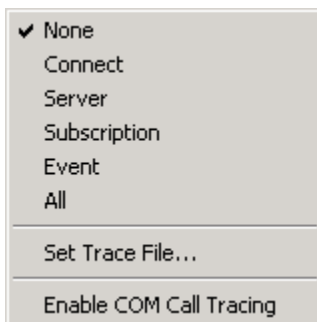 None
Connect
Server
Subscription
Event
All
Set Trace File...
Enable COM Call Tracing